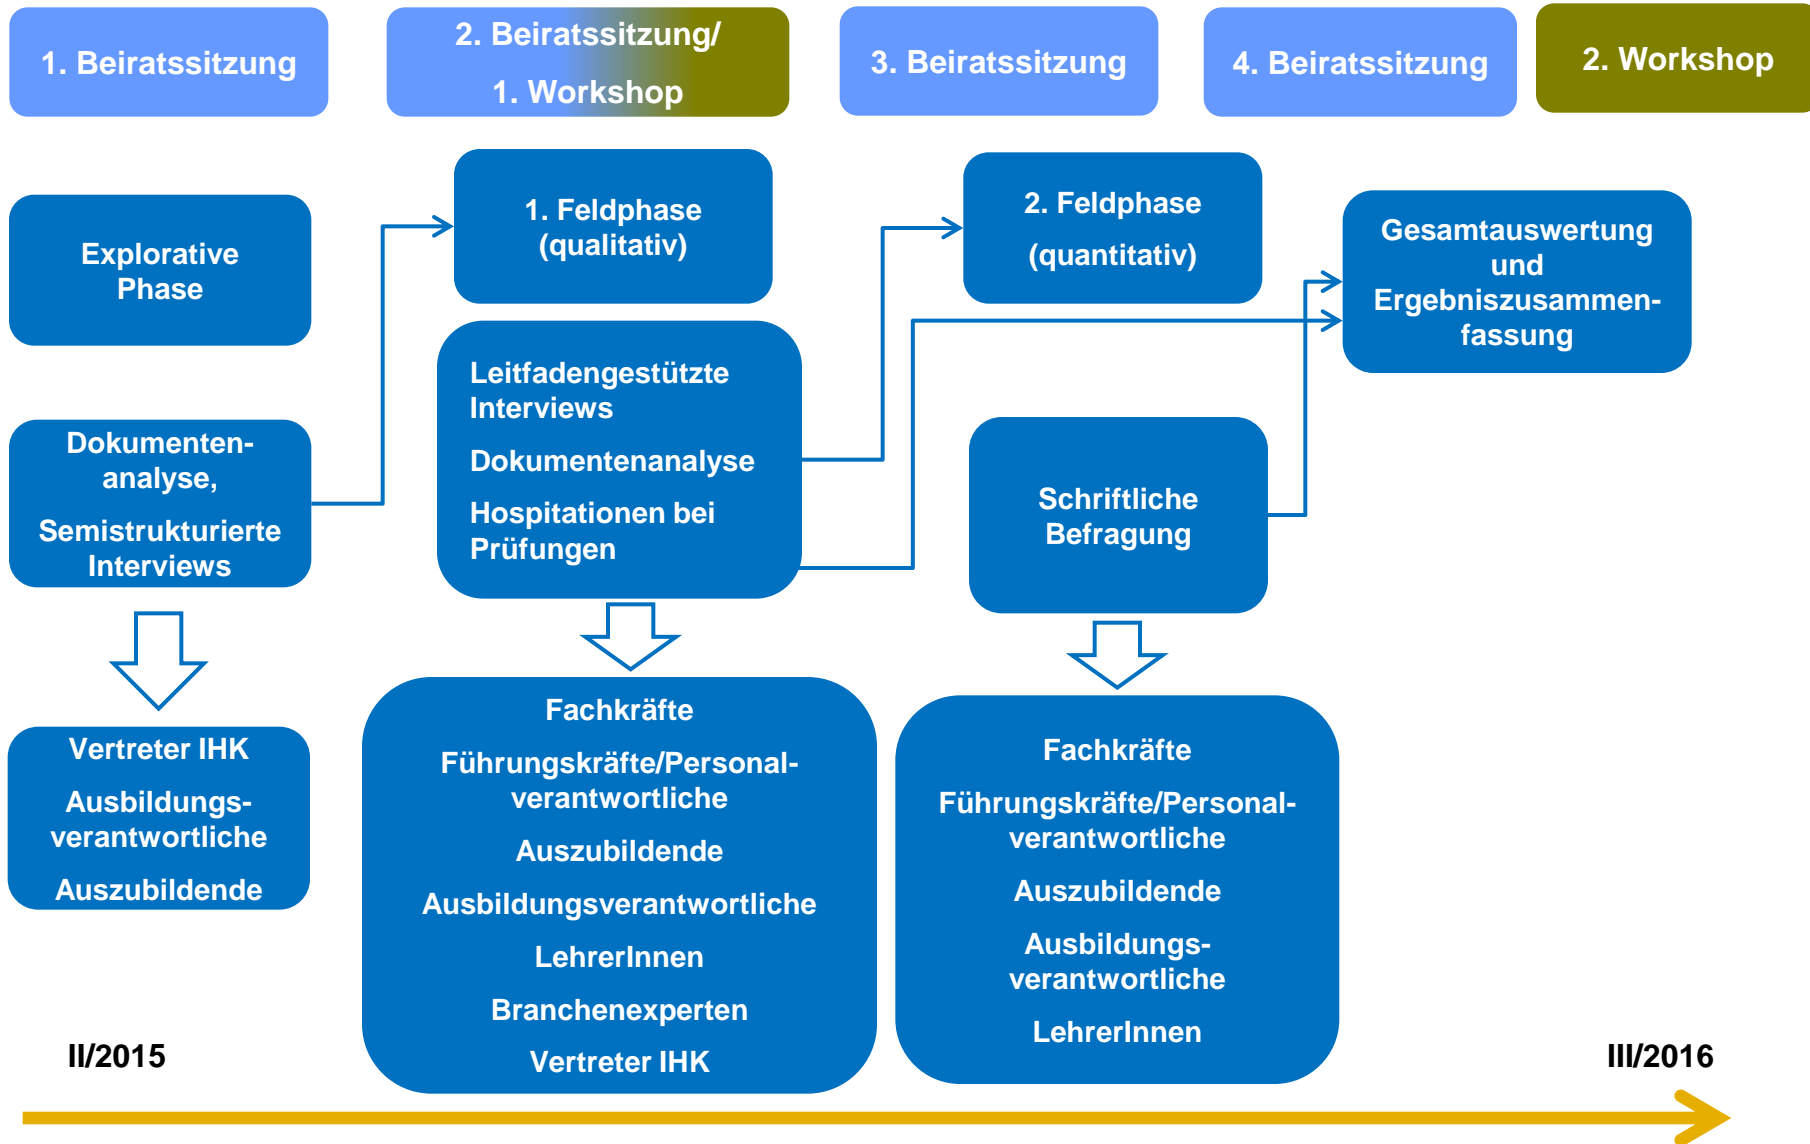 1. Beiratssitzung
2. Beiratssitzung/
1. Workshop
3. Beiratssitzung
4. Beiratssitzung
2. Workshop
Explorative
Phase
1. Feldphase
(qualitativ)
2. Feldphase
(quantitativ)
Gesamtauswertung
und
Ergebniszusammen-
fassung
Dokumenten-
analyse,
Semistrukturierte
Interviews
Leitfadengestützte
Interviews
Dokumentenanalyse
Hospitationen bei
Prüfungen
Schriftliche
Befragung
Vertreter IHK
Ausbildungs-
verantwortliche
Auszubildende
Fachkräfte
Führungskräfte/Personal-
verantwortliche
Auszubildende
Ausbildungsverantwortliche
LehrerInnen
Branchenexperten
Vertreter IHK
Fachkräfte
Führungskräfte/Personal-
verantwortliche
Auszubildende
Ausbildungs-
verantwortliche
LehrerInnen
II/2015
III/2016